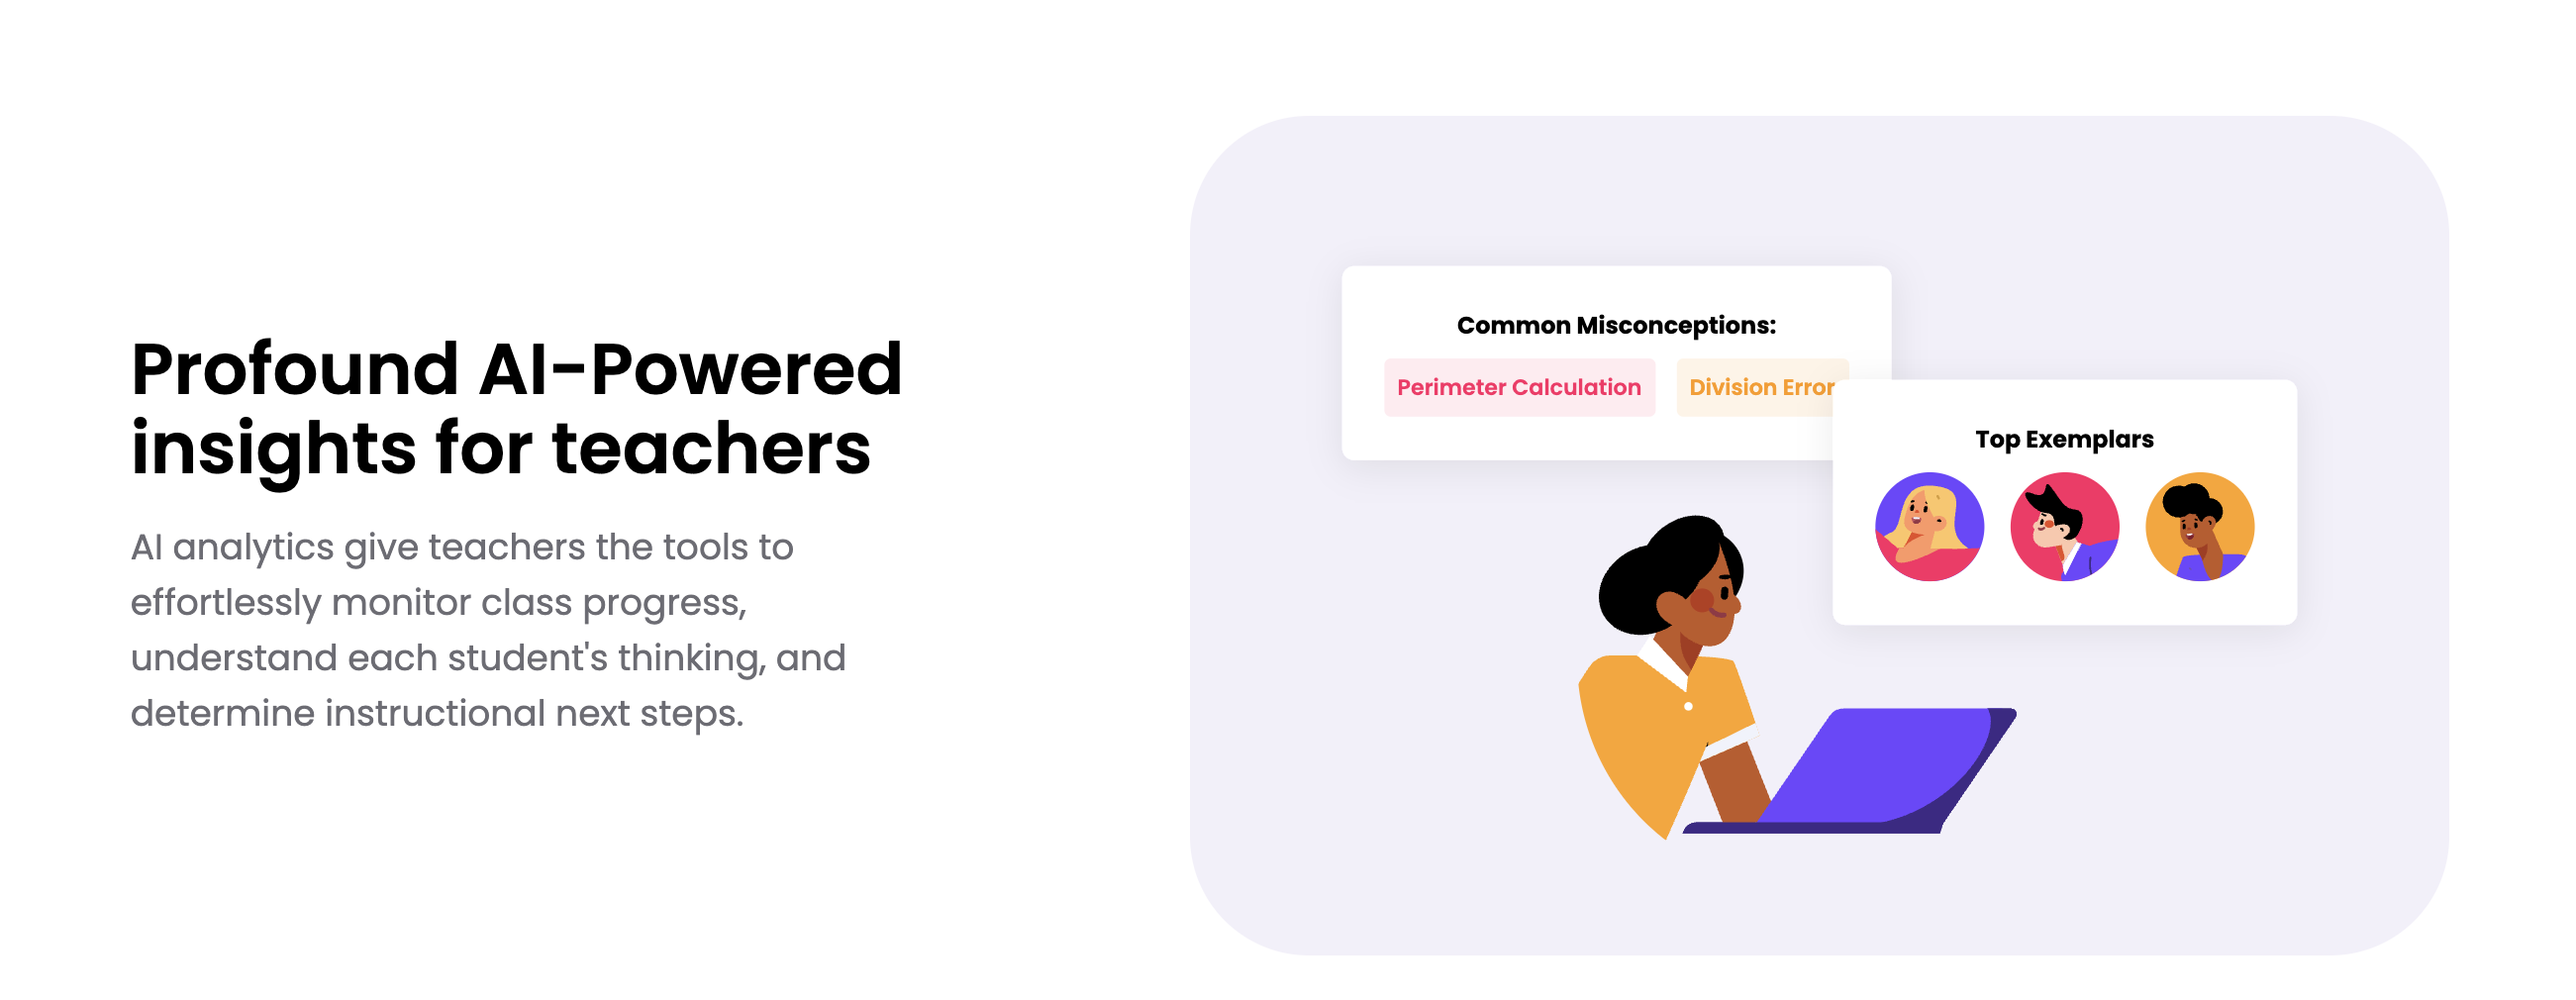 Profound AI-Powered
insights for teachers
AI analytics give teachers the tools to
effortlessly monitor class progress,
understand each student's thinking, and
determine instructional next steps.
Common Misconceptions:
Perimeter Calculation
Division Error
Top Exemplars